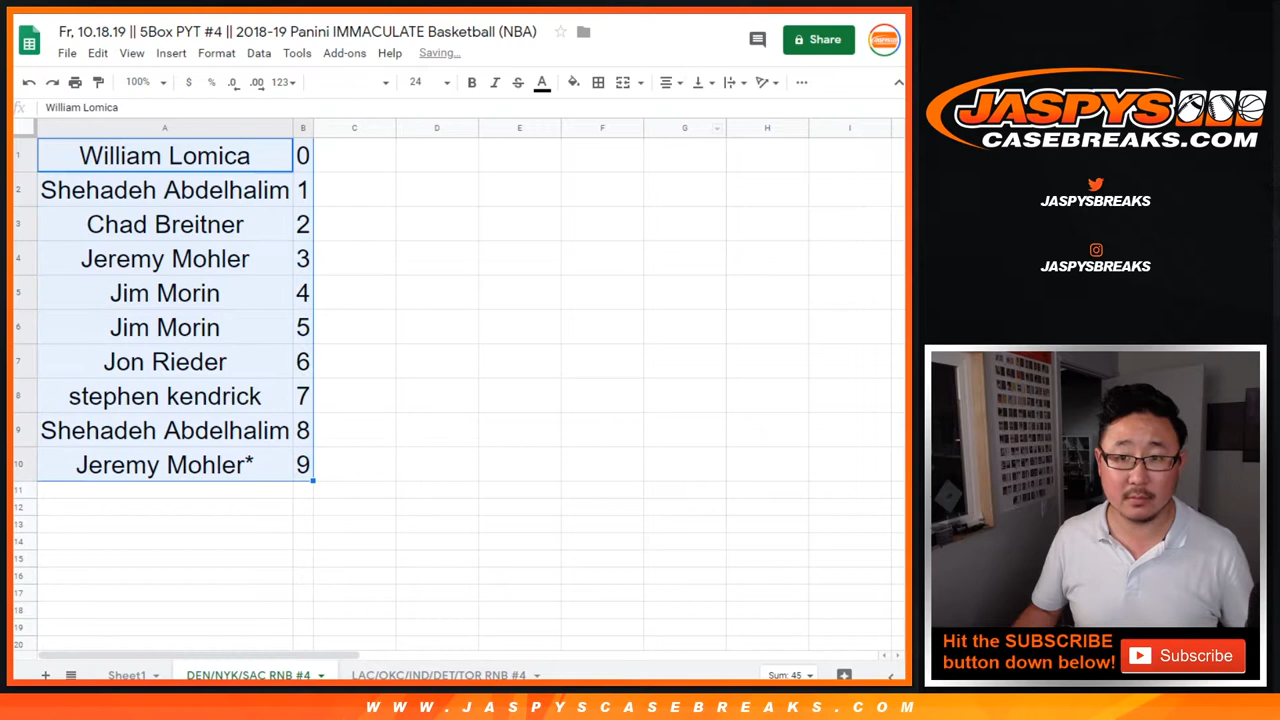 Fr, 10.18.19 || 5Box PYT #4 || 2018-19 Panini IMMACULATE Basketball (NBA)
File Edit View Insert Format Data Tools Add-ons Help Saving…
Share
100% $ % .0 .00 123 24 B I S A
fx William Lomica
A B C D E F G H I
1 William Lomica 0
2 Shehadeh Abdelhalim 1
3 Chad Breitner 2
4 Jeremy Mohler 3
5 Jim Morin 4
6 Jim Morin 5
7 Jon Rieder 6
8 stephen kendrick 7
9 Shehadeh Abdelhalim 8
10 Jeremy Mohler* 9
11
12
13
14
15
16
17
18
19
20
Sheet1 DEN/NYK/SAC RNB #4 LAC/OKC/IND/DET/TOR RNB #4 Sum: 45
JASPYS
CASEBREAKS.COM
JASPYSBREAKS
JASPYSBREAKS
Hit the SUBSCRIBE
button down below!
Subscribe
WWW.JASPYSCASEBREAKS.COM